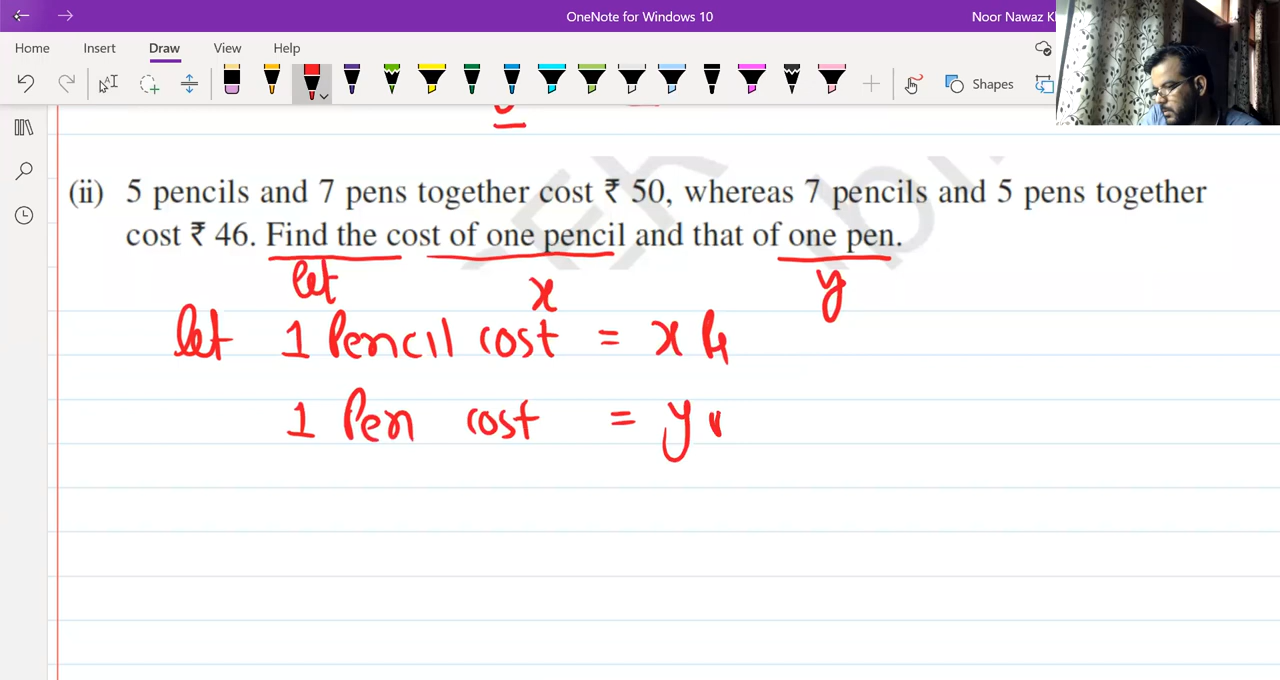 OneNote for Windows 10
Noor Nawaz
Home Insert Draw View Help
Shapes
(ii) 5 pencils and 7 pens together cost ₹ 50, whereas 7 pencils and 5 pens together
cost ₹ 46. Find the cost of one pencil and that of one pen.
let x y
let 1 Pencil cost = x
1 Pen cost = y